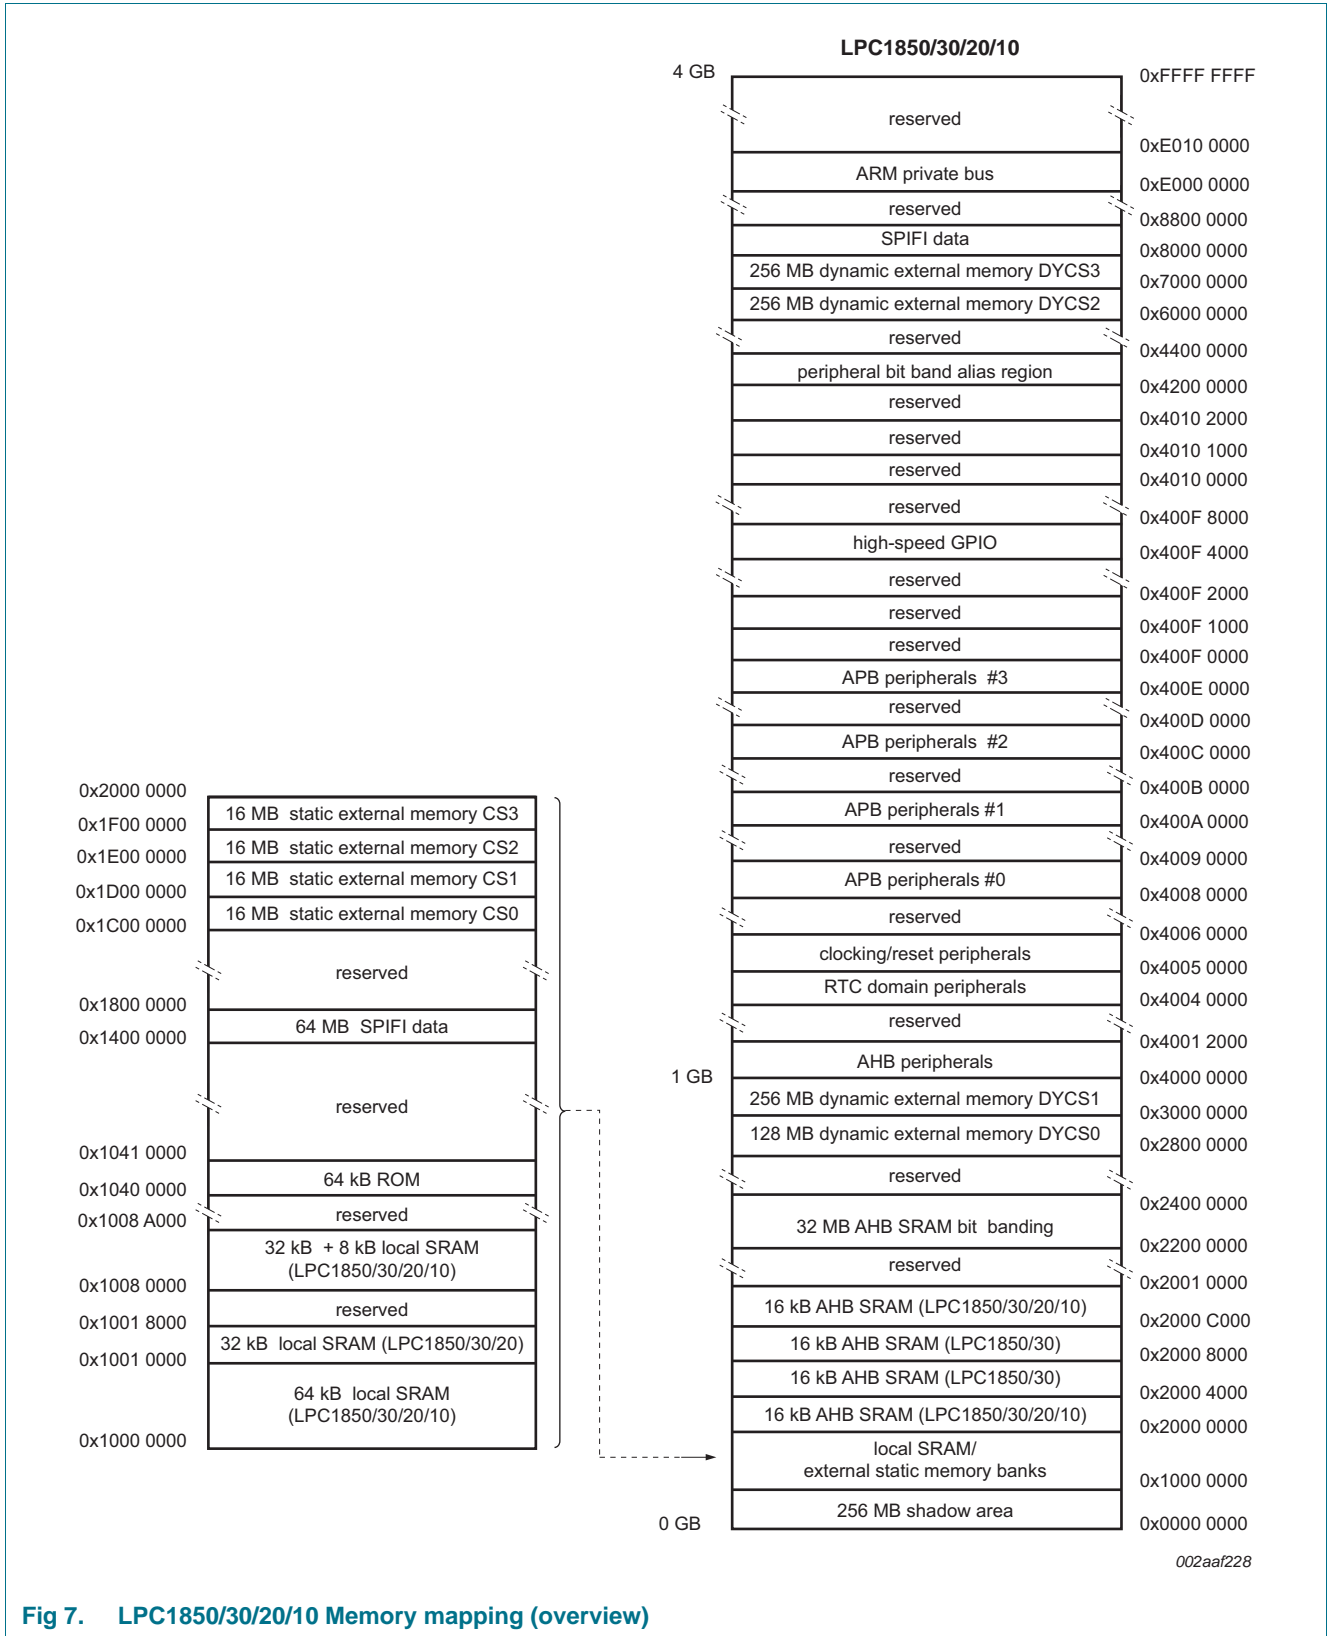 LPC1850/30/20/10
4 GB
0xFFFF FFFF
reserved
0xE010 0000
ARM private bus
0xE000 0000
reserved
0x8800 0000
SPIFI data
0x8000 0000
256 MB dynamic external memory DYCS3
0x7000 0000
256 MB dynamic external memory DYCS2
0x6000 0000
reserved
0x4400 0000
peripheral bit band alias region
0x4200 0000
reserved
0x4010 2000
reserved
0x4010 1000
reserved
0x4010 0000
reserved
0x400F 8000
high-speed GPIO
0x400F 4000
reserved
0x400F 2000
reserved
0x400F 1000
reserved
0x400F 0000
APB peripherals #3
0x400E 0000
reserved
0x400D 0000
APB peripherals #2
0x400C 0000
reserved
0x400B 0000
APB peripherals #1
0x400A 0000
reserved
0x4009 0000
APB peripherals #0
0x4008 0000
reserved
0x4006 0000
clocking/reset peripherals
0x4005 0000
RTC domain peripherals
0x4004 0000
reserved
0x4001 2000
AHB peripherals
1 GB
0x4000 0000
256 MB dynamic external memory DYCS1
0x3000 0000
128 MB dynamic external memory DYCS0
0x2800 0000
reserved
0x2400 0000
32 MB AHB SRAM bit banding
0x2200 0000
reserved
0x2001 0000
16 kB AHB SRAM (LPC1850/30/20/10)
0x2000 C000
16 kB AHB SRAM (LPC1850/30)
0x2000 8000
16 kB AHB SRAM (LPC1850/30)
0x2000 4000
16 kB AHB SRAM (LPC1850/30/20/10)
0x2000 0000
local SRAM/
external static memory banks
0x1000 0000
256 MB shadow area
0 GB
0x0000 0000
0x2000 0000
16 MB static external memory CS3
0x1F00 0000
16 MB static external memory CS2
0x1E00 0000
16 MB static external memory CS1
0x1D00 0000
16 MB static external memory CS0
0x1C00 0000
reserved
0x1800 0000
64 MB SPIFI data
0x1400 0000
reserved
0x1041 0000
64 kB ROM
0x1040 0000
reserved
0x1008 A000
32 kB + 8 kB local SRAM
(LPC1850/30/20/10)
0x1008 0000
reserved
0x1001 8000
32 kB local SRAM (LPC1850/30/20)
0x1001 0000
64 kB local SRAM
(LPC1850/30/20/10)
0x1000 0000
002aaf228
Fig 7. LPC1850/30/20/10 Memory mapping (overview)